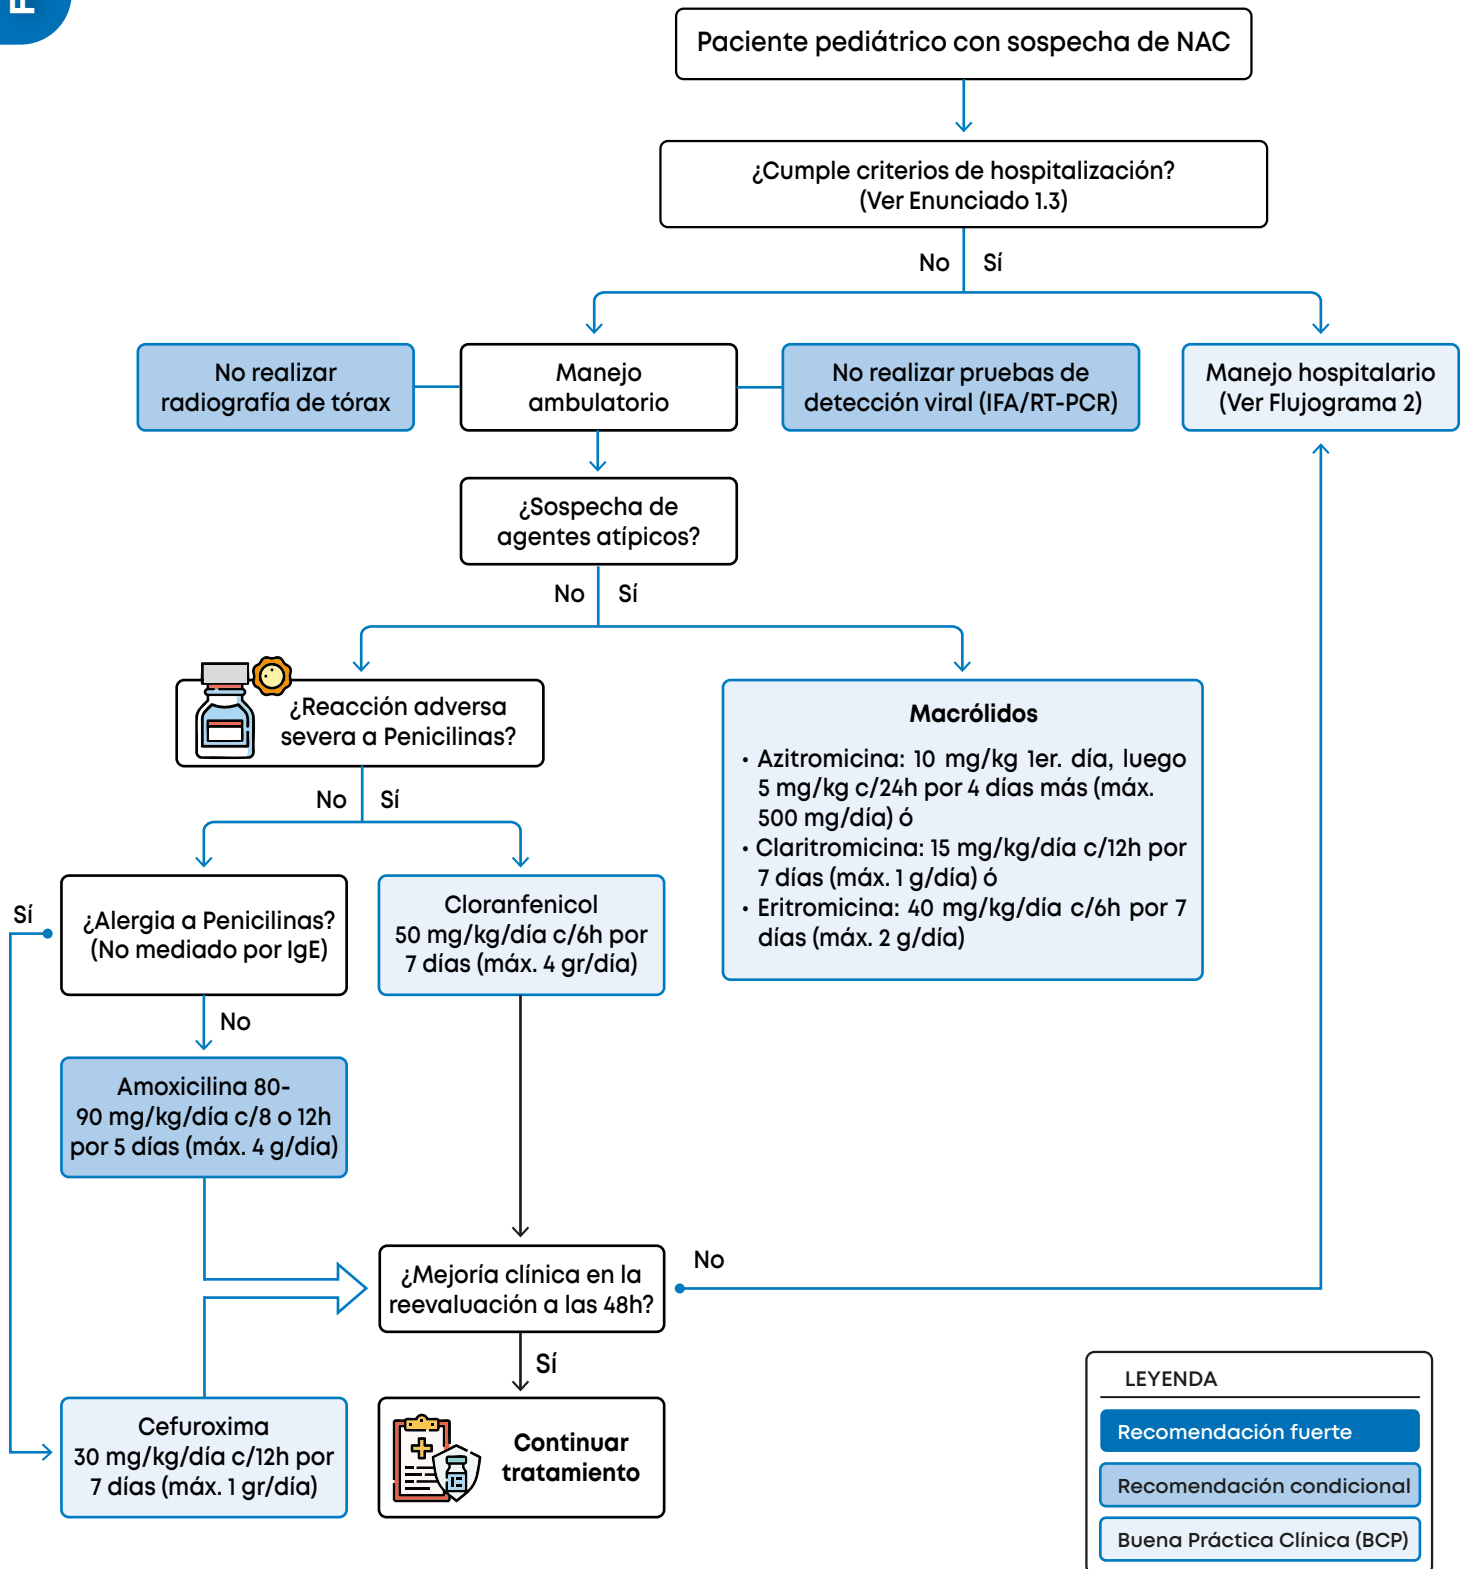 Paciente pediátrico con sospecha de NAC
¿Cumple criterios de hospitalización?
(Ver Enunciado 1.3)
No
Sí
No realizar
radiografía de tórax
Manejo
ambulatorio
No realizar pruebas de
detección viral (IFA/RT-PCR)
Manejo hospitalario
(Ver Flujograma 2)
¿Sospecha de
agentes atípicos?
No
Sí
¿Reacción adversa
severa a Penicilinas?
Macrólidos
• Azitromicina: 10 mg/kg 1er. día, luego
5 mg/kg c/24h por 4 días más (máx.
500 mg/día) ó
• Claritromicina: 15 mg/kg/día c/12h por
7 días (máx. 1 g/día) ó
• Eritromicina: 40 mg/kg/día c/6h por 7
días (máx. 2 g/día)
No
Sí
Sí
¿Alergia a Penicilinas?
(No mediado por IgE)
Cloranfenicol
50 mg/kg/día c/6h por
7 días (máx. 4 gr/día)
No
Amoxicilina 80-
90 mg/kg/día c/8 o 12h
por 5 días (máx. 4 g/día)
¿Mejoría clínica en la
reevaluación a las 48h?
No
Sí
Cefuroxima
30 mg/kg/día c/12h por
7 días (máx. 1 gr/día)
Continuar
tratamiento
LEYENDA
Recomendación fuerte
Recomendación condicional
Buena Práctica Clínica (BCP)